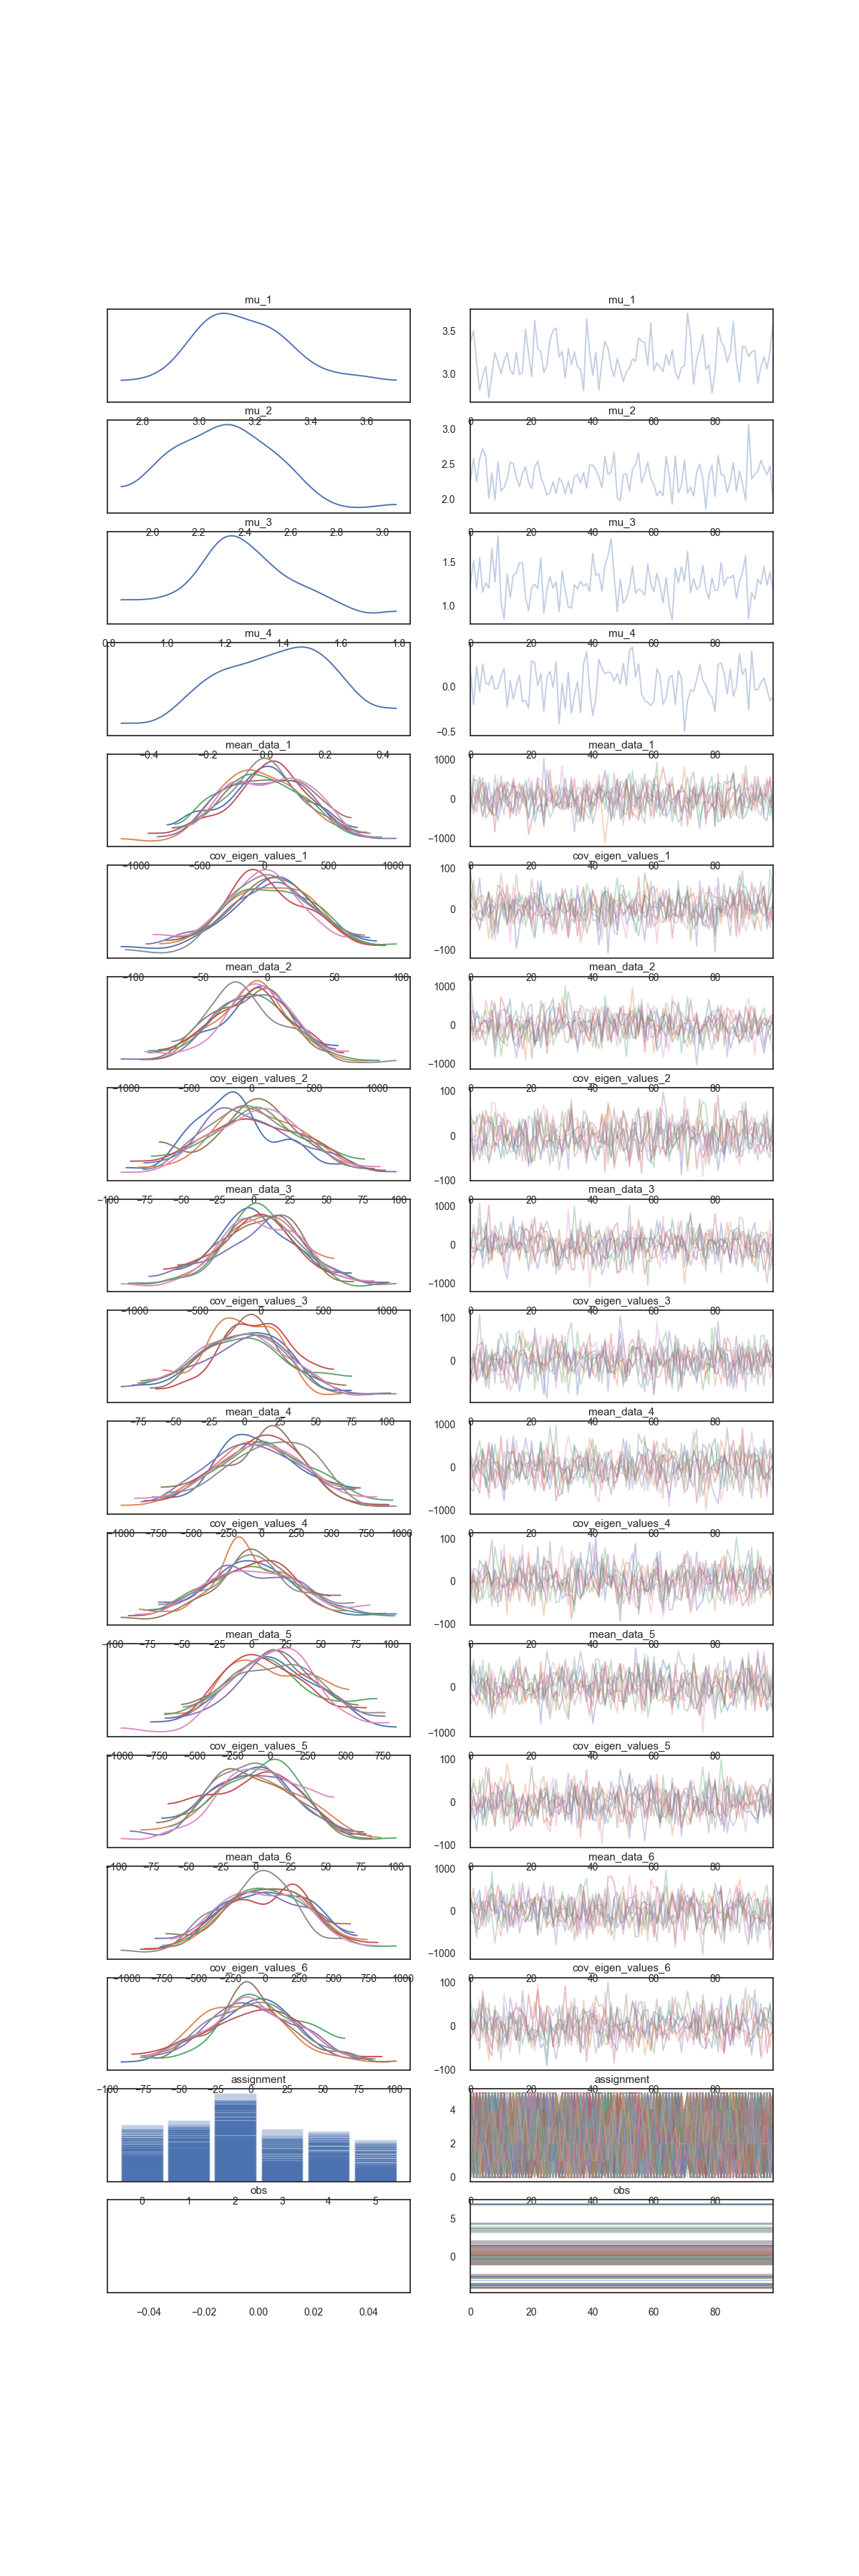 mu_1 mu_1
3.5
3.0
mu_2 mu_2
2.8 3.0 3.2 3.4 3.6 0 20 40 60 80
3.0
2.5
2.0
mu_3 mu_3
2.0 2.2 2.4 2.6 2.8 3.0 0 20 40 60 80
1.5
1.0
mu_4 mu_4
0.8 1.0 1.2 1.4 1.6 1.8 0 20 40 60 80
0.0
−0.5
mean_data_1 mean_data_1
−0.4 −0.2 0.0 0.2 0.4 0 20 40 60 80
1000
0
−1000
cov_eigen_values_1 cov_eigen_values_1
−1000 −500 0 500 1000 0 20 40 60 80
100
0
−100
mean_data_2 mean_data_2
−100 −50 0 50 100 0 20 40 60 80
1000
0
−1000
cov_eigen_values_2 cov_eigen_values_2
−1000 −500 0 500 1000 0 20 40 60 80
100
0
−100
mean_data_3 mean_data_3
−100 −75 −50 −25 0 25 50 75 100 0 20 40 60 80
1000
0
−1000
cov_eigen_values_3 cov_eigen_values_3
−1000 −500 0 500 1000 0 20 40 60 80
100
0
mean_data_4 mean_data_4
−75 −50 −25 0 25 50 75 100 0 20 40 60 80
1000
0
−1000
cov_eigen_values_4 cov_eigen_values_4
−1000 −750 −500 −250 0 250 500 750 1000 0 20 40 60 80
100
0
−100
mean_data_5 mean_data_5
−100 −75 −50 −25 0 25 50 75 100 0 20 40 60 80
0
−1000
cov_eigen_values_5 cov_eigen_values_5
−1000 −750 −500 −250 0 250 500 750 0 20 40 60 80
100
0
−100
mean_data_6 mean_data_6
−100 −75 −50 −25 0 25 50 75 100 0 20 40 60 80
1000
0
−1000
cov_eigen_values_6 cov_eigen_values_6
−1000 −750 −500 −250 0 250 500 750 1000 0 20 40 60 80
100
0
−100
assignment assignment
−100 −75 −50 −25 0 25 50 75 100 0 20 40 60 80
4
2
0
obs obs
0 1 2 3 4 5 0 20 40 60 80
5
0
−0.04 −0.02 0.00 0.02 0.04 0 20 40 60 80